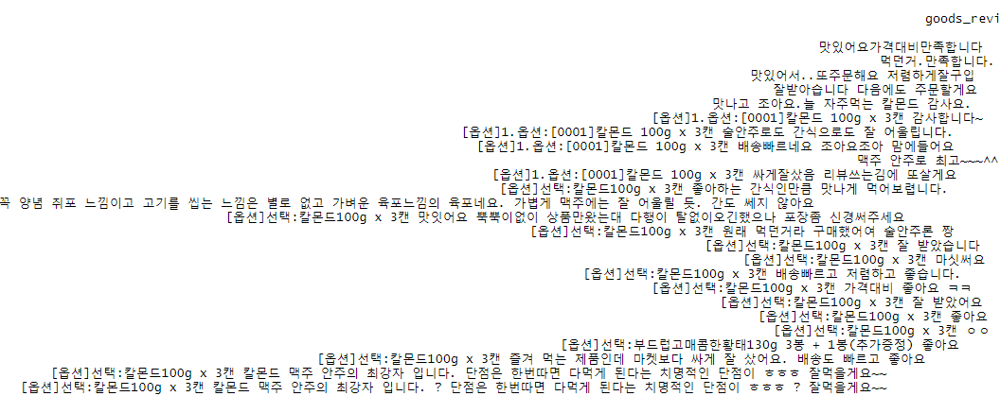 goods_revi
맛있어요가격대비만족합니다
먹던거.만족합니다.
맛있어서..또주문해요 저렴하게잘구입
잘받아습니다 다음에도 주문할게요
맛나고 조아요.늘 자주먹는 칼몬드 감사요.
[옵션]1.옵션:[0001]칼몬드 100g x 3캔 감사합니다~
[옵션]1.옵션:[0001]칼몬드 100g x 3캔 술안주로도 간식으로도 잘 어울립니다.
[옵션]1.옵션:[0001]칼몬드 100g x 3캔 배송빠르네요 조아요조아 맘에들어요
맥주 안주로 최고~~~^^
[옵션]1.옵션:[0001]칼몬드 100g x 3캔 싸게잘샀음 리뷰쓰는김에 또살게요
[옵션]선택:칼몬드100g x 3캔 좋아하는 간식인만큼 맛나게 먹어보렵니다.
꼭 양념 쥐포 느낌이고 고기를 씹는 느낌은 별로 없고 가벼운 육포느낌의 육포네요. 가볍게 맥주에는 잘 어울릴 듯. 간도 쎄지 않아요
[옵션]선택:칼몬드100g x 3캔 맛잇어요 뽁뽁이없이 상품만왔는대 다행이 탈없이오긴했으나 포장좀 신경써주세요
[옵션]선택:칼몬드100g x 3캔 원래 먹던거라 구매했어여 술안주론 짱
[옵션]선택:칼몬드100g x 3캔 잘 받았습니다
[옵션]선택:칼몬드100g x 3캔 마싯써요
[옵션]선택:칼몬드100g x 3캔 배송빠르고 저렴하고 좋습니다.
[옵션]선택:칼몬드100g x 3캔 가격대비 좋아요 ㅋㅋ
[옵션]선택:칼몬드100g x 3캔 잘 받았어요
[옵션]선택:칼몬드100g x 3캔 좋아요
[옵션]선택:칼몬드100g x 3캔 ㅇㅇ
[옵션]선택:부드럽고매콤한황태130g 3봉 + 1봉(추가증정) 좋아요
[옵션]선택:칼몬드100g x 3캔 즐겨 먹는 제품인데 마켓보다 싸게 잘 샀어요. 배송도 빠르고 좋아요
[옵션]선택:칼몬드100g x 3캔 칼몬드 맥주 안주의 최강자 입니다. 단점은 한번따면 다먹게 된다는 치명적인 단점이 ㅎㅎㅎ 잘먹을게요~~
[옵션]선택:칼몬드100g x 3캔 칼몬드 맥주 안주의 최강자 입니다. ? 단점은 한번따면 다먹게 된다는 치명적인 단점이 ㅎㅎㅎ ? 잘먹을게요~~